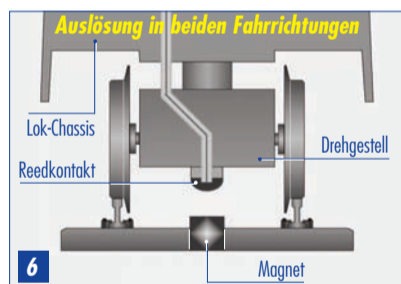 Auslösung in beiden Fahrrichtungen
Lok-Chassis
Drehgestell
Reedkontakt
Magnet
6